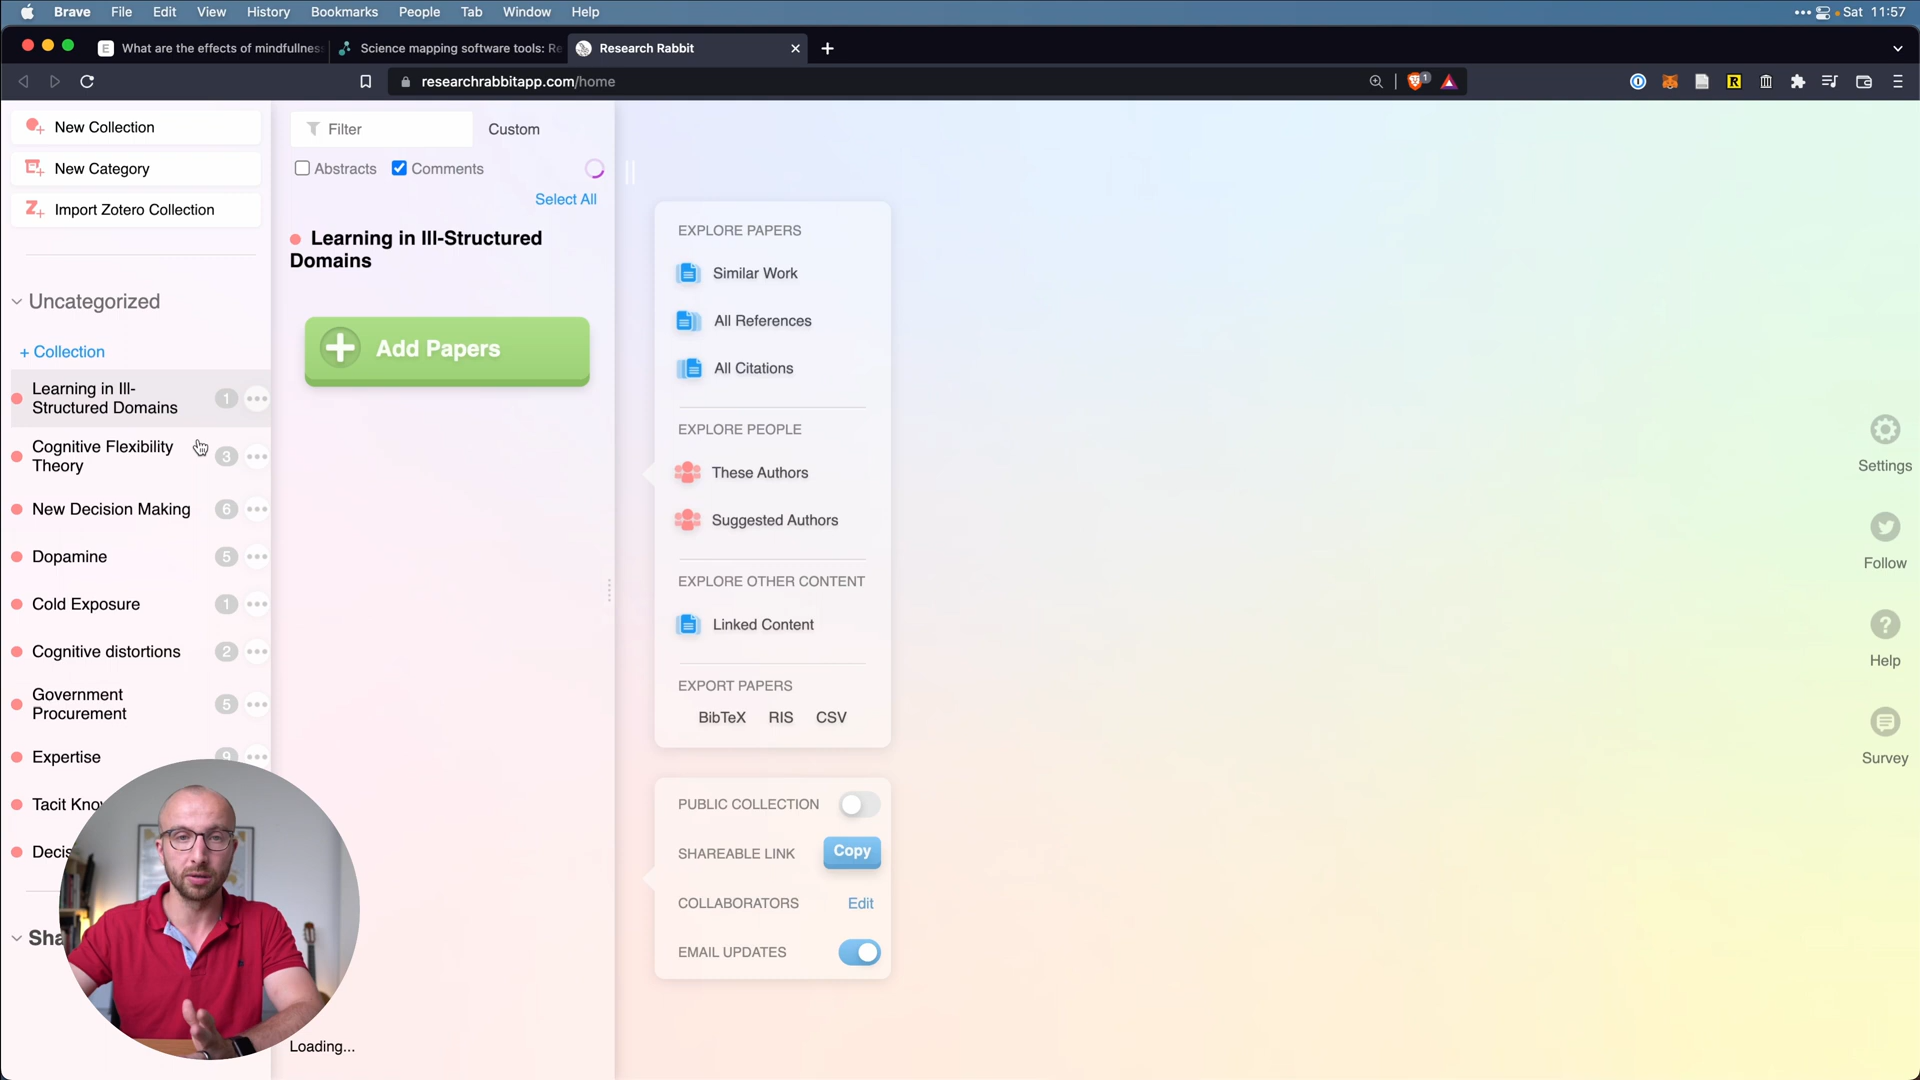 Brave File Edit View History Bookmarks People Tab Window Help
Sat 11:57
What are the effects of mindfullnes
Science mapping software tools: Re
Research Rabbit
researchrabbitapp.com/home
1
New Collection
New Category
Import Zotero Collection
Uncategorized
+ Collection
Learning in Ill-
Structured Domains
1
Cognitive Flexibility
Theory
3
New Decision Making
6
Dopamine
5
Cold Exposure
1
Cognitive distortions
2
Government
Procurement
5
Expertise
9
Tacit Kno
Decis
Sha
Filter
Custom
Abstracts
Comments
Select All
Learning in Ill-Structured
Domains
Add Papers
Loading...
EXPLORE PAPERS
Similar Work
All References
All Citations
EXPLORE PEOPLE
These Authors
Suggested Authors
EXPLORE OTHER CONTENT
Linked Content
EXPORT PAPERS
BibTeX RIS CSV
PUBLIC COLLECTION
SHAREABLE LINK
Copy
COLLABORATORS
Edit
EMAIL UPDATES
Settings
Follow
Help
Survey